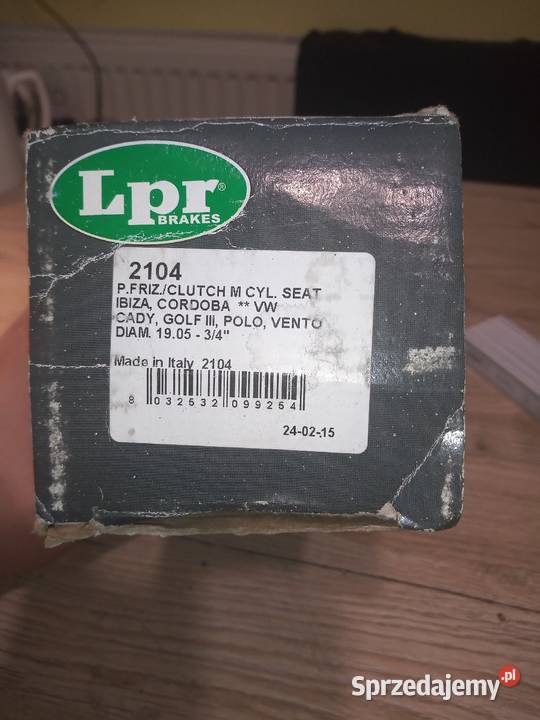 Lpr®
BRAKES
2104
P.FRIZ./CLUTCH M CYL. SEAT
IBIZA, CORDOBA ** VW
CADY, GOLF III, POLO, VENTO
DIAM. 19.05 - 3/4"
Made in Italy 2104
8 032532 099254
24-02-15
Sprzedajemy.pl